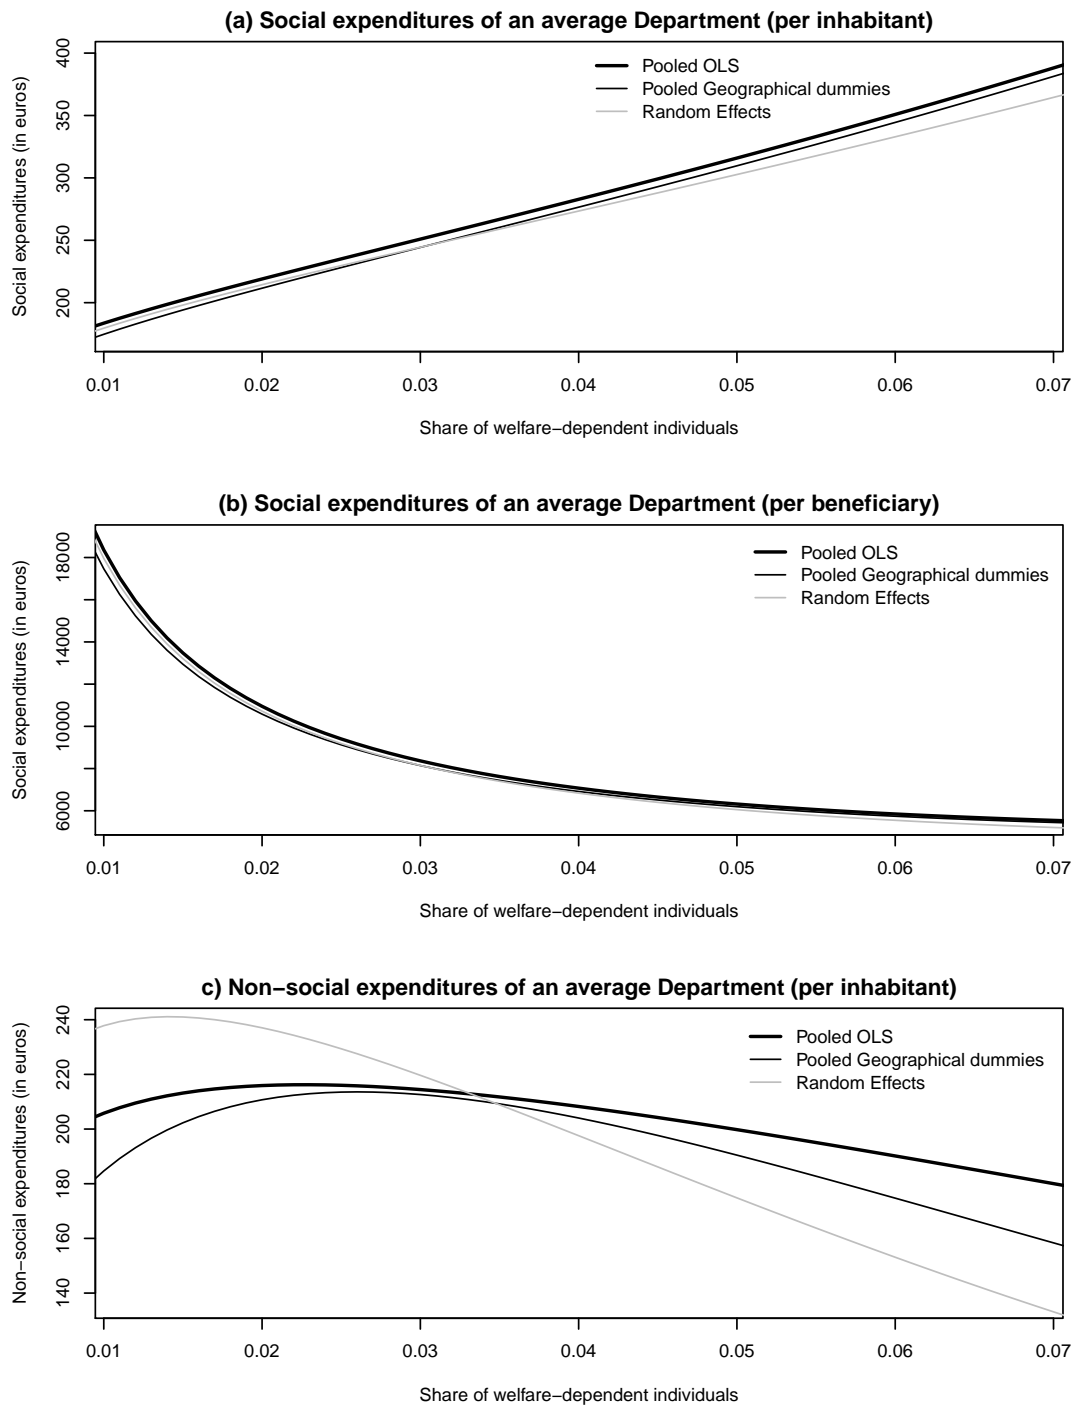 (a) Social expenditures of an average Department (per inhabitant)
Social expenditures (in euros)
400
350
300
250
200
Pooled OLS
Pooled Geographical dummies
Random Effects
0.01 0.02 0.03 0.04 0.05 0.06 0.07
Share of welfare−dependent individuals
(b) Social expenditures of an average Department (per beneficiary)
Social expenditures (in euros)
18000
14000
10000
6000
Pooled OLS
Pooled Geographical dummies
Random Effects
0.01 0.02 0.03 0.04 0.05 0.06 0.07
Share of welfare−dependent individuals
c) Non−social expenditures of an average Department (per inhabitant)
Non−social expenditures (in euros)
240
220
200
180
160
140
Pooled OLS
Pooled Geographical dummies
Random Effects
0.01 0.02 0.03 0.04 0.05 0.06 0.07
Share of welfare−dependent individuals